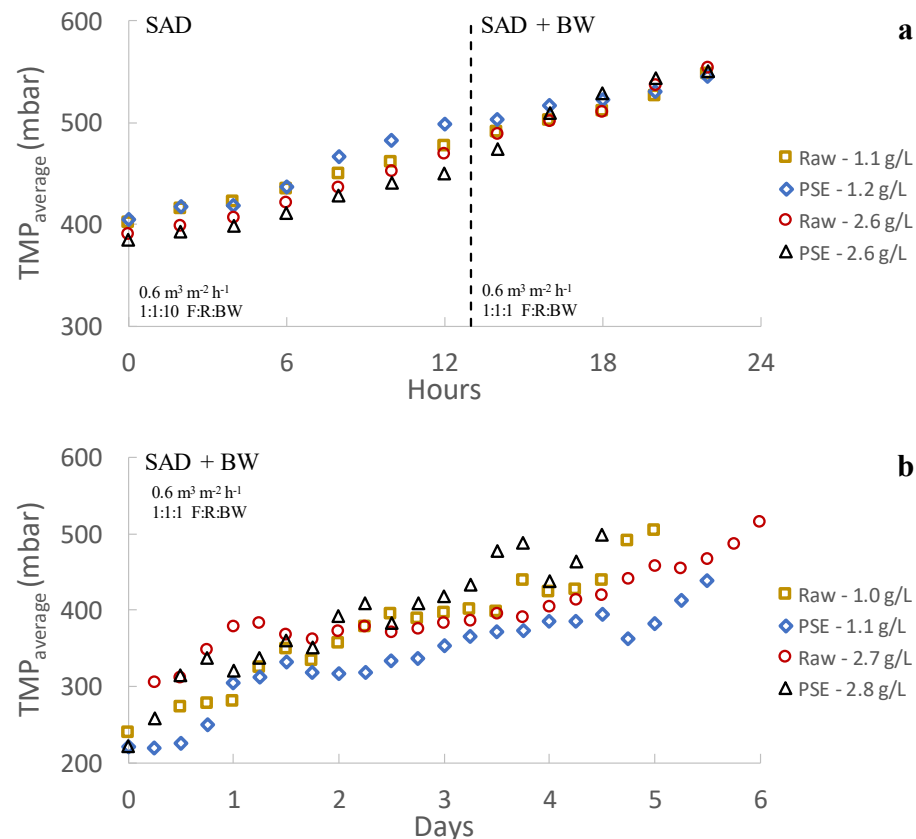 600
SAD
SAD + BW
a
500
TMPaverage (mbar)
400
300
0.6 m³ m⁻² h⁻¹
1:1:10 F:R:BW
0.6 m³ m⁻² h⁻¹
1:1:1 F:R:BW
Raw - 1.1 g/L
PSE - 1.2 g/L
Raw - 2.6 g/L
PSE - 2.6 g/L
0 6 12 18 24
Hours
600
SAD + BW
b
0.6 m³ m⁻² h⁻¹
1:1:1 F:R:BW
500
TMPaverage (mbar)
400
300
200
Raw - 1.0 g/L
PSE - 1.1 g/L
Raw - 2.7 g/L
PSE - 2.8 g/L
0 1 2 3 4 5 6
Days